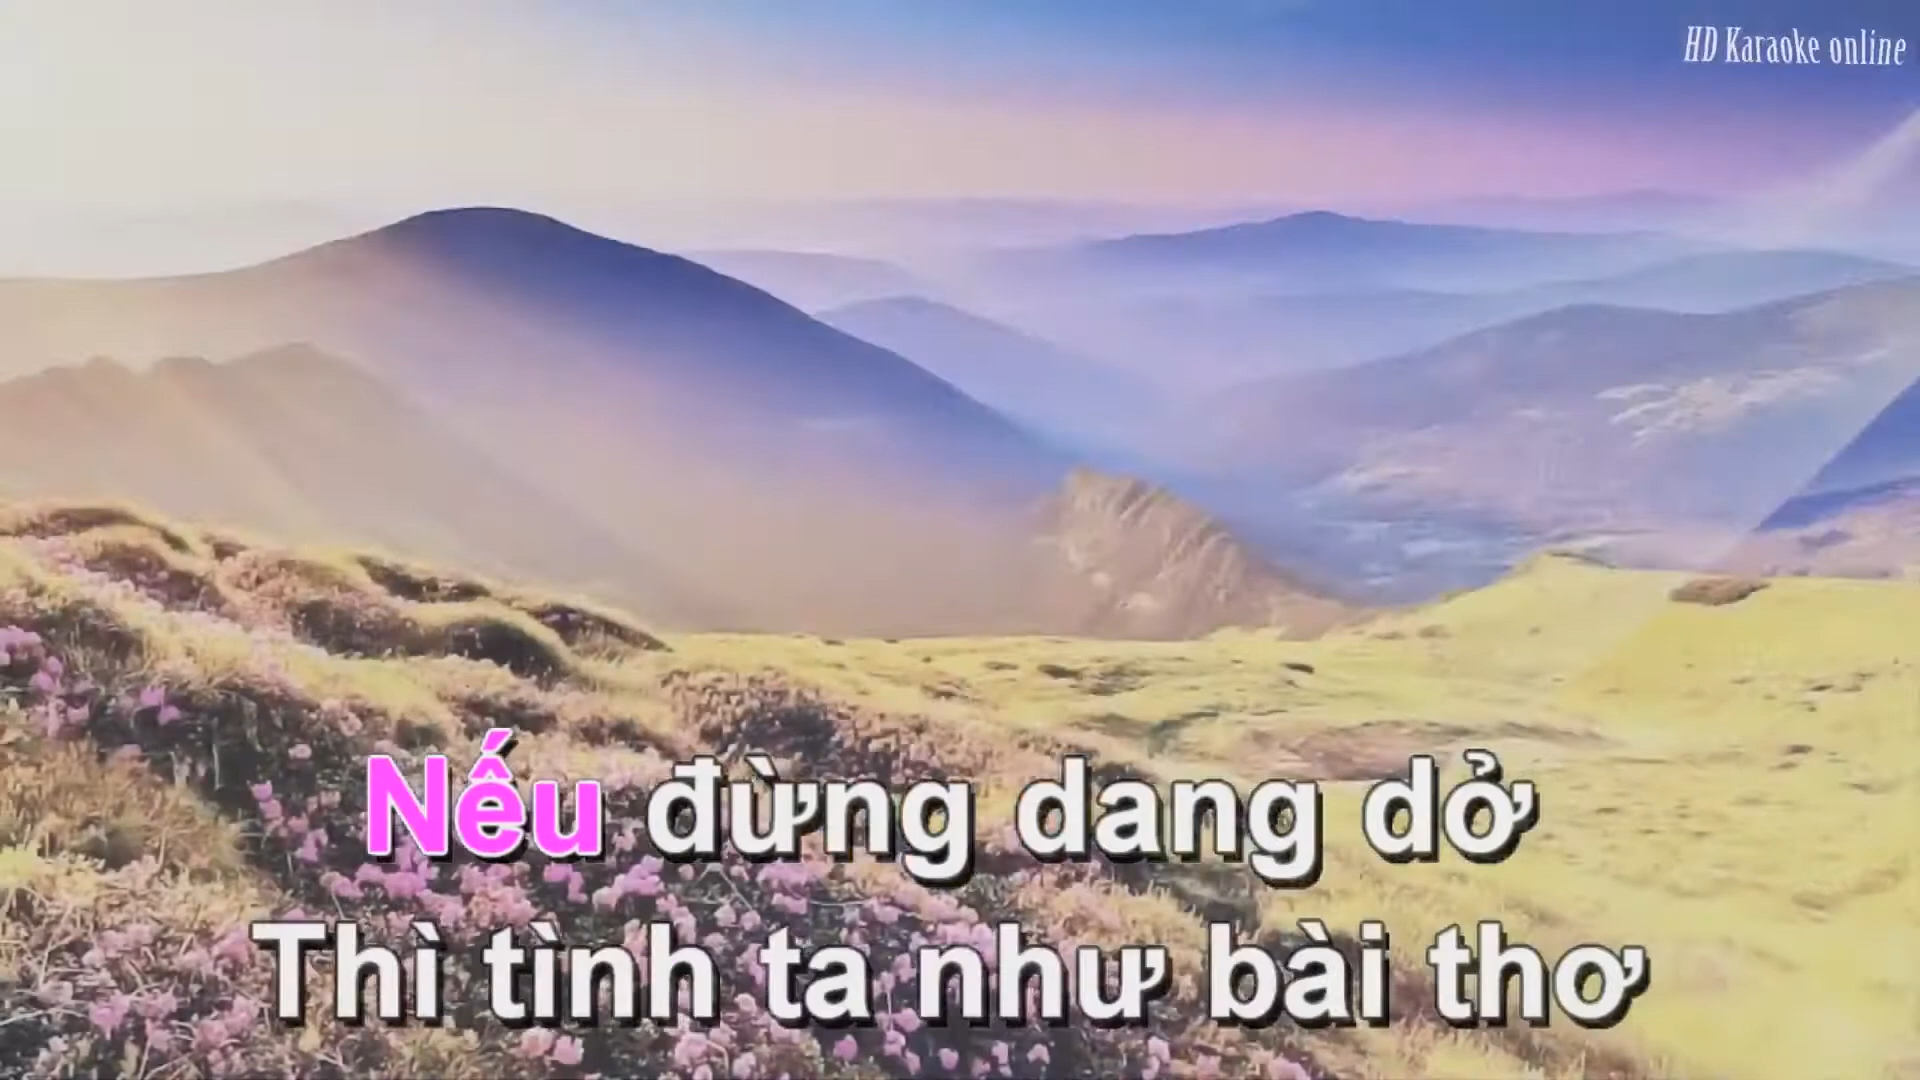 HD Karaoke online
Nếu đừng dang dở
Thì tình ta như bài thơ